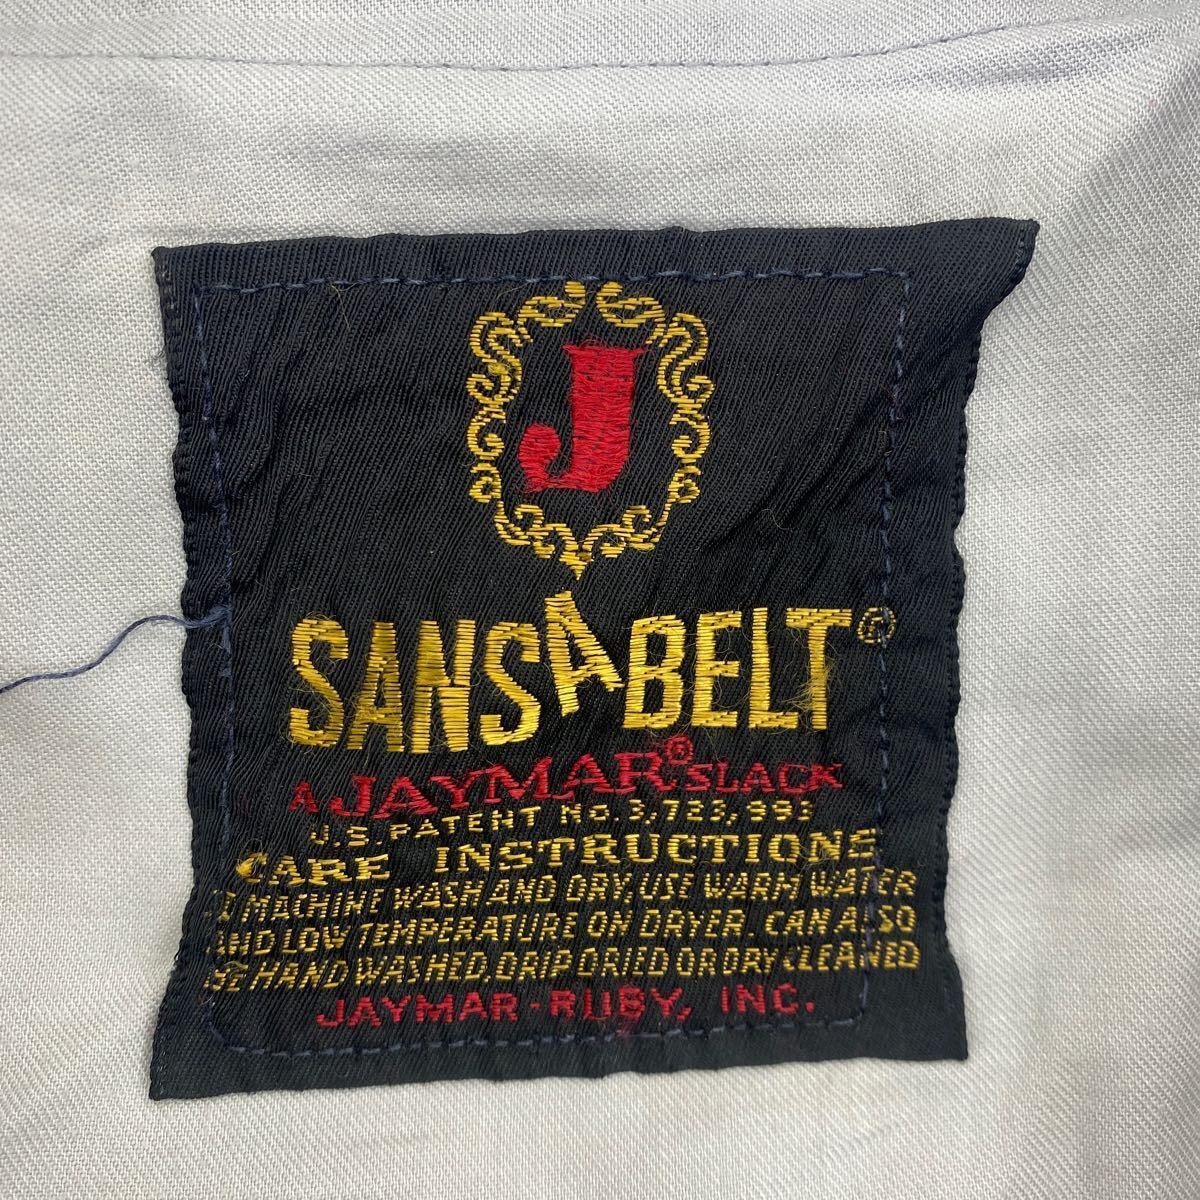 J
SANSABELT®
A JAYMAR® SLACK
U.S. PATENT No. 3,723,993
CARE INSTRUCTIONS
MACHINE WASH AND DRY, USE WARM WATER
AND LOW TEMPERATURE ON DRYER. CAN ALSO
BE HAND WASHED, DRIP DRIED OR DRY CLEANED
JAYMAR-RUBY, INC.